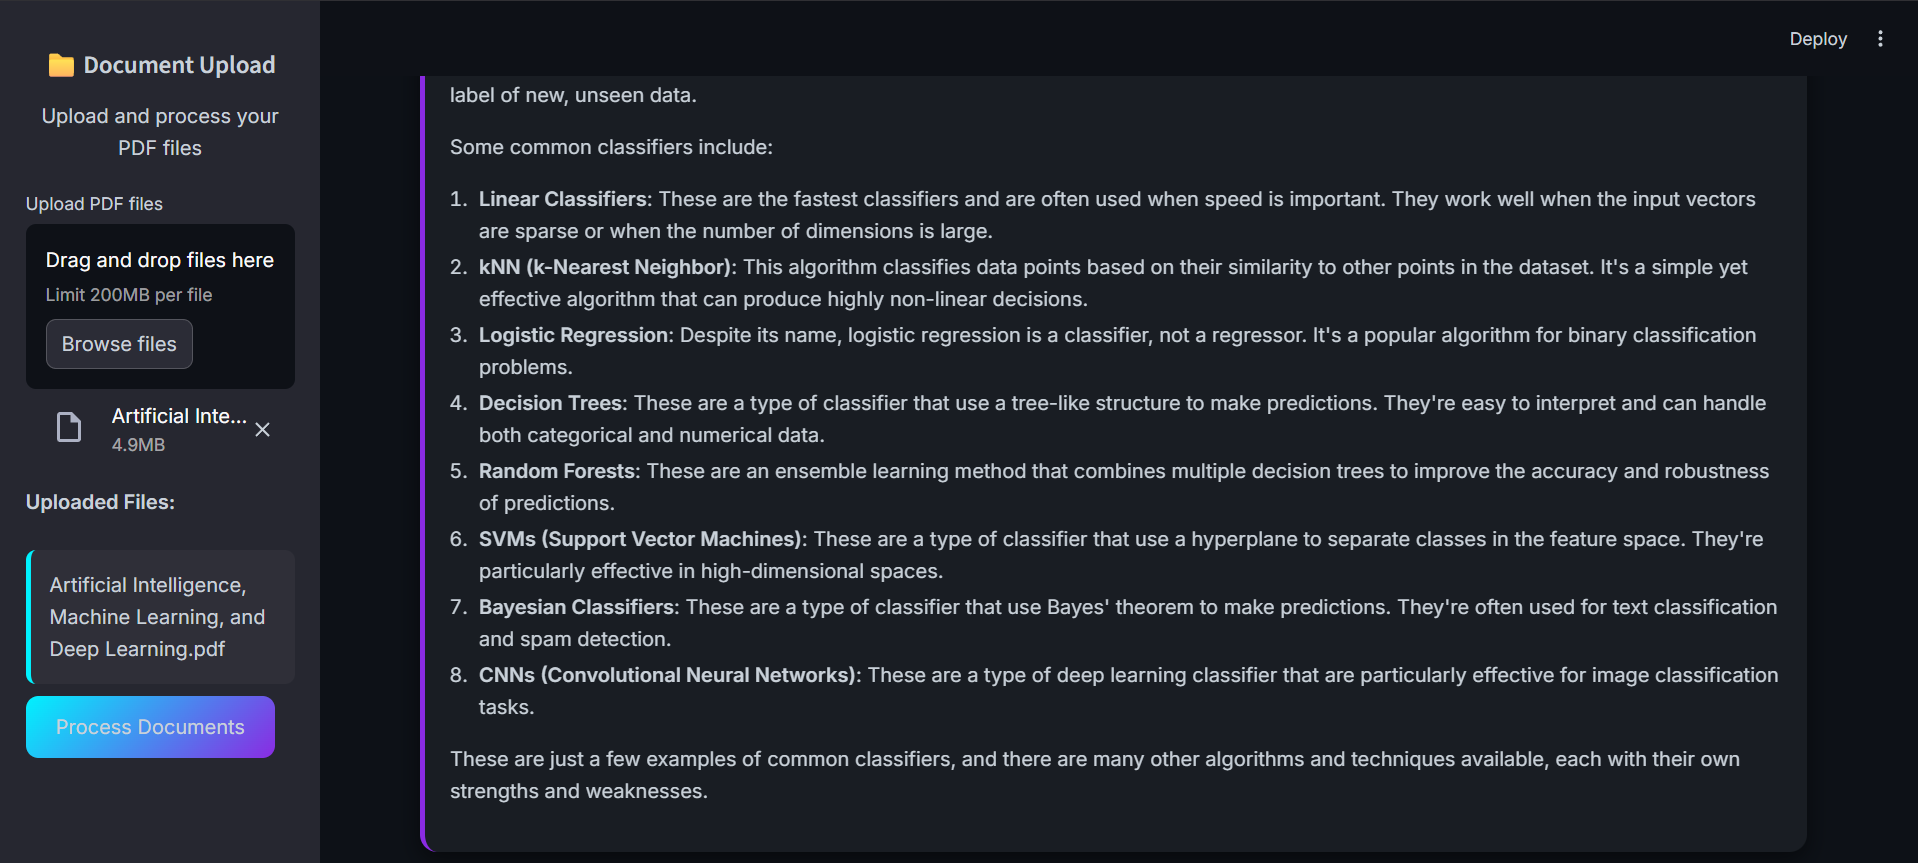 Document Upload
Upload and process your
PDF files
Upload PDF files
Drag and drop files here
Limit 200MB per file
Browse files
Artificial Inte...
4.9MB
Uploaded Files:
Artificial Intelligence,
Machine Learning, and
Deep Learning.pdf
Process Documents
Deploy
label of new, unseen data.
Some common classifiers include:
1. Linear Classifiers: These are the fastest classifiers and are often used when speed is important. They work well when the input vectors
are sparse or when the number of dimensions is large.
2. kNN (k-Nearest Neighbor): This algorithm classifies data points based on their similarity to other points in the dataset. It's a simple yet
effective algorithm that can produce highly non-linear decisions.
3. Logistic Regression: Despite its name, logistic regression is a classifier, not a regressor. It's a popular algorithm for binary classification
problems.
4. Decision Trees: These are a type of classifier that use a tree-like structure to make predictions. They're easy to interpret and can handle
both categorical and numerical data.
5. Random Forests: These are an ensemble learning method that combines multiple decision trees to improve the accuracy and robustness
of predictions.
6. SVMs (Support Vector Machines): These are a type of classifier that use a hyperplane to separate classes in the feature space. They're
particularly effective in high-dimensional spaces.
7. Bayesian Classifiers: These are a type of classifier that use Bayes' theorem to make predictions. They're often used for text classification
and spam detection.
8. CNNs (Convolutional Neural Networks): These are a type of deep learning classifier that are particularly effective for image classification
tasks.
These are just a few examples of common classifiers, and there are many other algorithms and techniques available, each with their own
strengths and weaknesses.